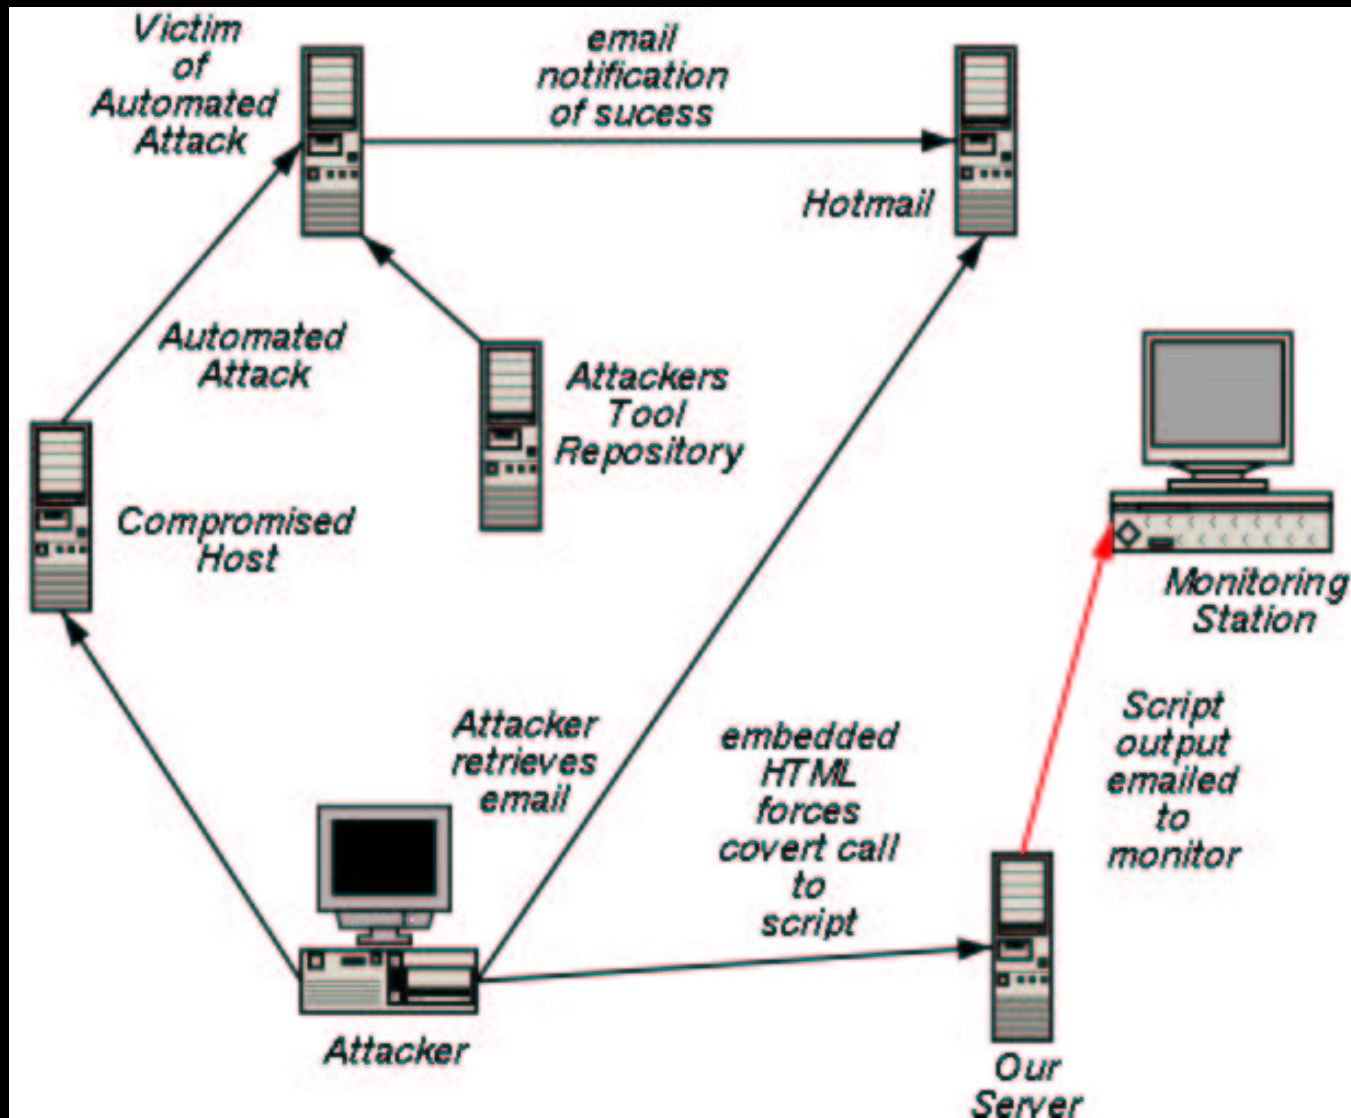 Victim
of
Automated
Attack
email
notification
of sucess
Hotmail
Automated
Attack
Attackers
Tool
Repository
Compromised
Host
Monitoring
Station
Attacker
retrieves
email
embedded
HTML
forces
covert call
to
script
Script
output
emailed
to
monitor
Attacker
Our
Server